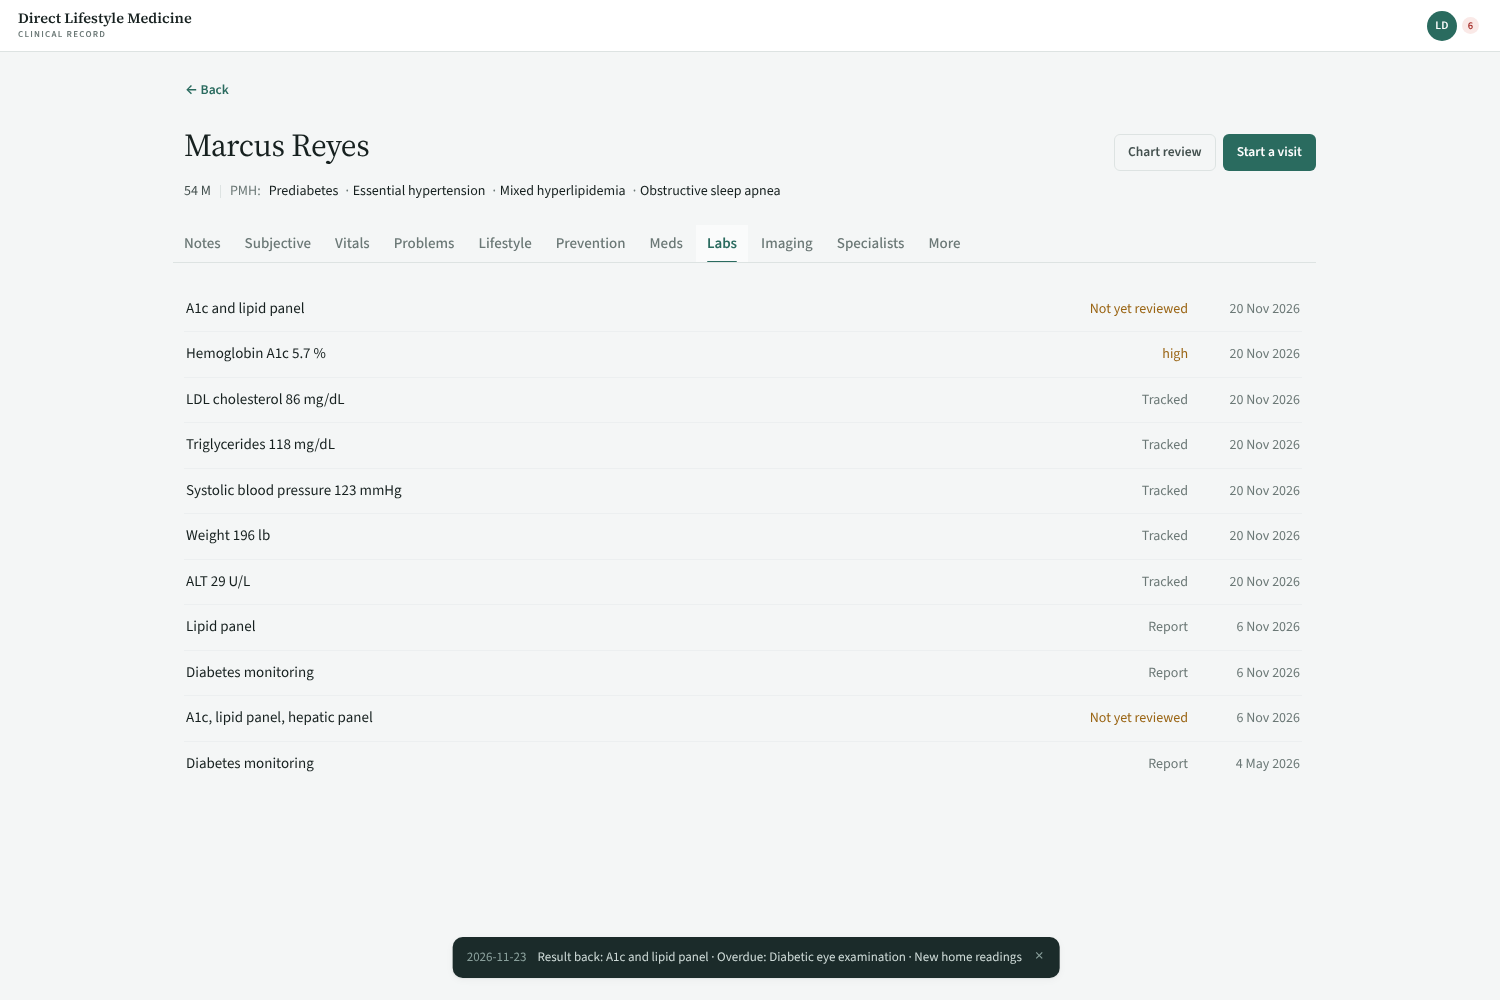 Direct Lifestyle Medicine
CLINICAL RECORD
LD 6
← Back
Marcus Reyes
Chart review Start a visit
54 M PMH: Prediabetes · Essential hypertension · Mixed hyperlipidemia · Obstructive sleep apnea
Notes Subjective Vitals Problems Lifestyle Prevention Meds Labs Imaging Specialists More
A1c and lipid panel Not yet reviewed 20 Nov 2026
Hemoglobin A1c 5.7 % high 20 Nov 2026
LDL cholesterol 86 mg/dL Tracked 20 Nov 2026
Triglycerides 118 mg/dL Tracked 20 Nov 2026
Systolic blood pressure 123 mmHg Tracked 20 Nov 2026
Weight 196 lb Tracked 20 Nov 2026
ALT 29 U/L Tracked 20 Nov 2026
Lipid panel Report 6 Nov 2026
Diabetes monitoring Report 6 Nov 2026
A1c, lipid panel, hepatic panel Not yet reviewed 6 Nov 2026
Diabetes monitoring Report 4 May 2026
2026-11-23 Result back: A1c and lipid panel · Overdue: Diabetic eye examination · New home readings ×